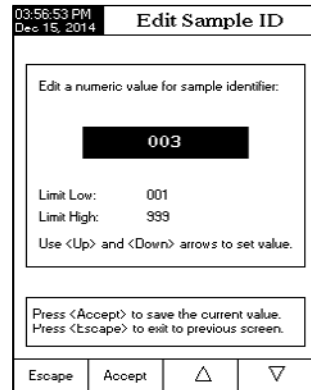 03:56:53 PM
Dec 15, 2014
Edit Sample ID
Edit a numeric value for sample identifier:
003
Limit Low: 001
Limit High: 999
Use <Up> and <Down> arrows to set value.
Press <Accept> to save the current value.
Press <Escape> to exit to previous screen.
Escape Accept △ ▽